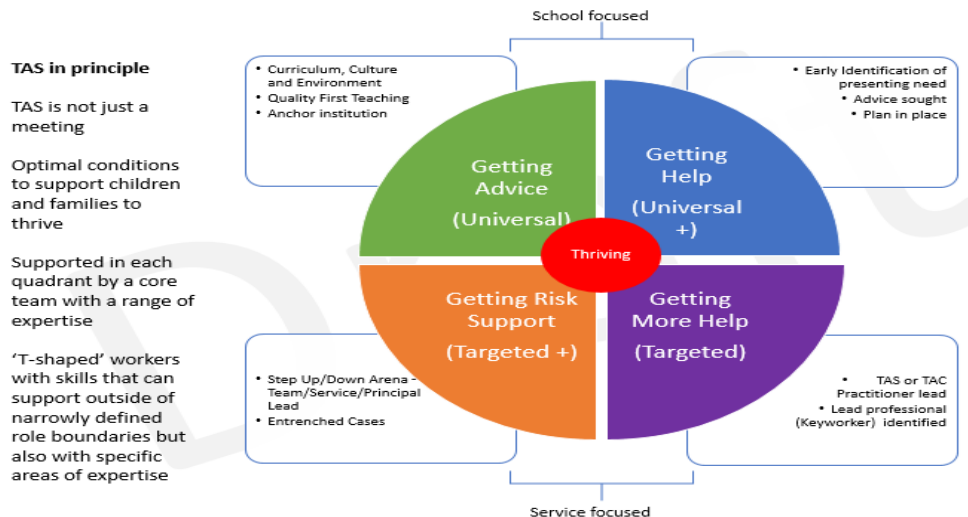 School focused
TAS in principle
TAS is not just a
meeting
Optimal conditions
to support children
and families to
thrive
Supported in each
quadrant by a core
team with a range of
expertise
‘T-shaped’ workers
with skills that can
support outside of
narrowly defined
role boundaries but
also with specific
areas of expertise
• Curriculum, Culture
and Environment
• Quality First Teaching
• Anchor institution
• Early Identification of
presenting need
• Advice sought
• Plan in place
Getting
Advice
(Universal)
Getting
Help
(Universal
+)
Thriving
Getting Risk
Support
(Targeted +)
Getting
More Help
(Targeted)
• Step Up/Down Arena -
Team/Service/Principal
Lead
• Entrenched Cases
• TAS or TAC
Practitioner lead
• Lead professional
(Keyworker) identified
Service focused